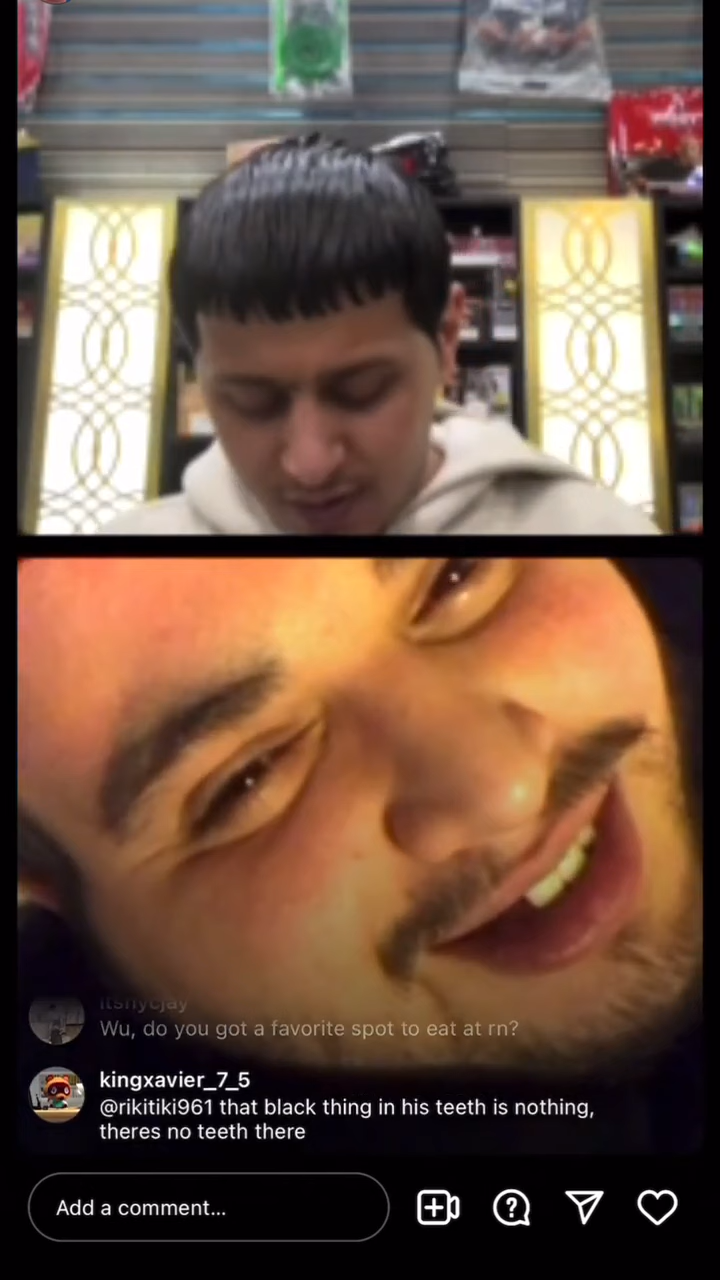 itsnycjay
Wu, do you got a favorite spot to eat at rn?
kingxavier_7_5
@rikitiki961 that black thing in his teeth is nothing,
theres no teeth there
Add a comment...